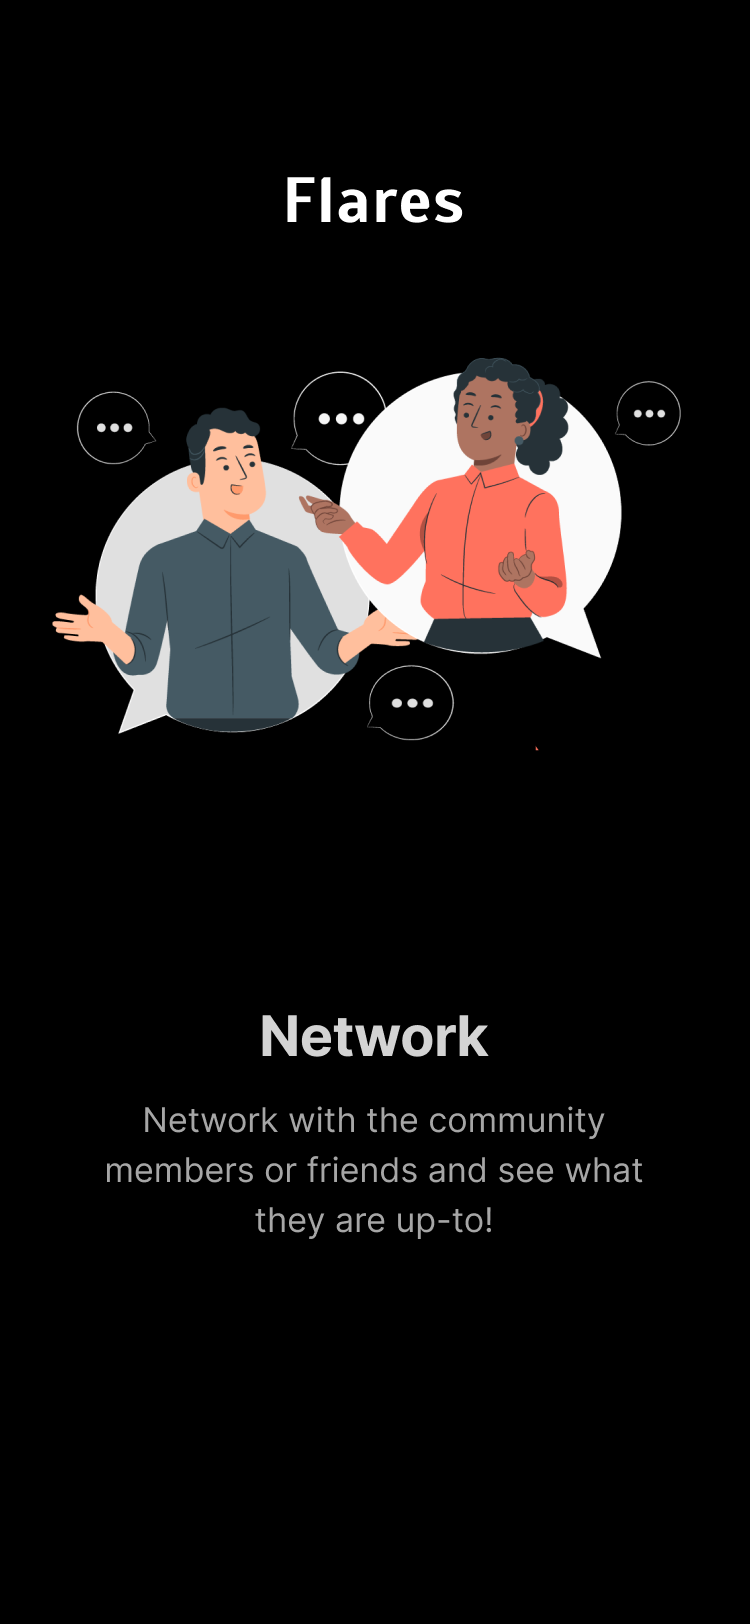 Flares
Network
Network with the community
members or friends and see what
they are up-to!